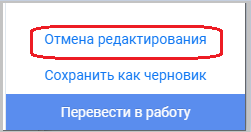 Отмена редактирования
Сохранить как черновик
Перевести в работу